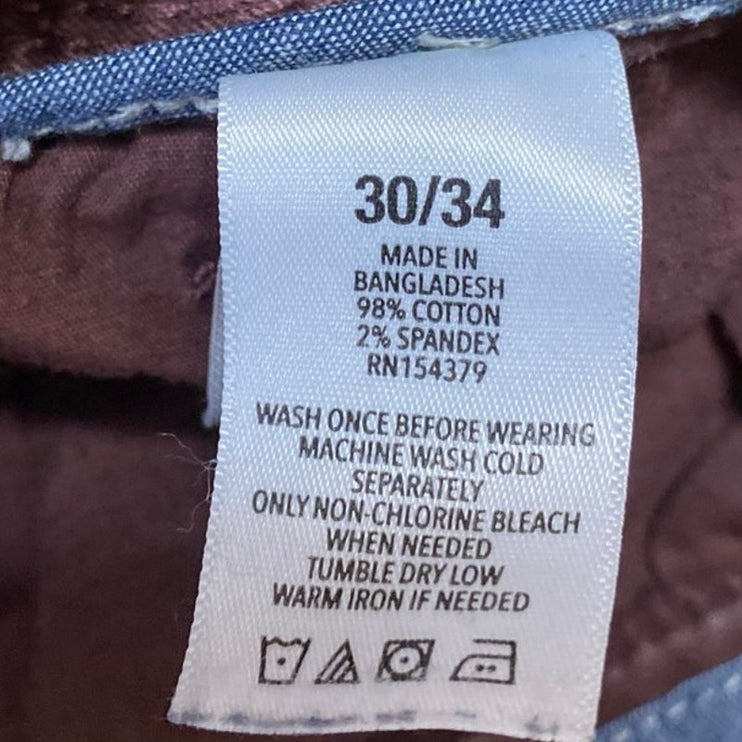 30/34
MADE IN
BANGLADESH
98% COTTON
2% SPANDEX
RN154379
WASH ONCE BEFORE WEARING
MACHINE WASH COLD
SEPARATELY
ONLY NON-CHLORINE BLEACH
WHEN NEEDED
TUMBLE DRY LOW
WARM IRON IF NEEDED